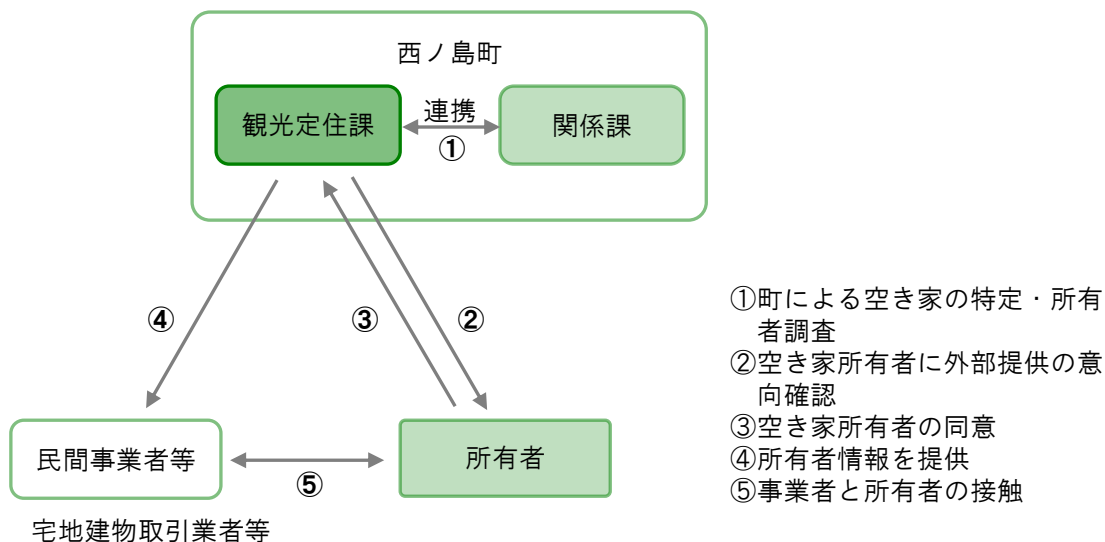 西ノ島町
観光定住課
連携
①
関係課
④
③
②
民間事業者等
⑤
所有者
宅地建物取引業者等
①町による空き家の特定・所有
者調査
②空き家所有者に外部提供の意
向確認
③空き家所有者の同意
④所有者情報を提供
⑤事業者と所有者の接触